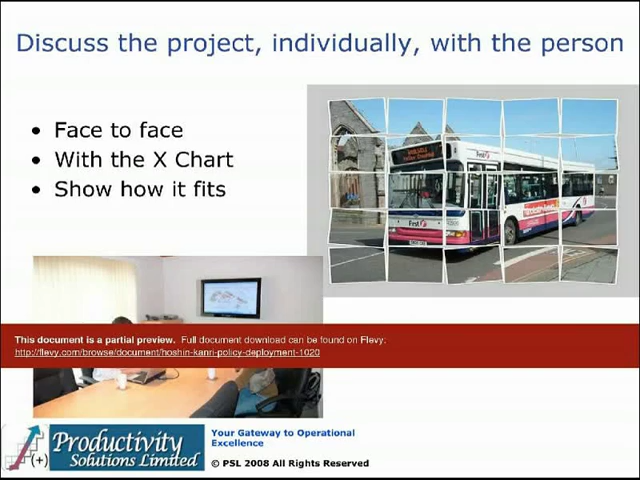 Discuss the project, individually, with the person
• Face to face
• With the X Chart
• Show how it fits
First
First
This document is a partial preview. Full document download can be found on Flevy:
http://flevy.com/browse/document/hoshin-kanri-policy-deployment-1020
(+)
Productivity
Solutions Limited
Your Gateway to Operational
Excellence
© PSL 2008 All Rights Reserved